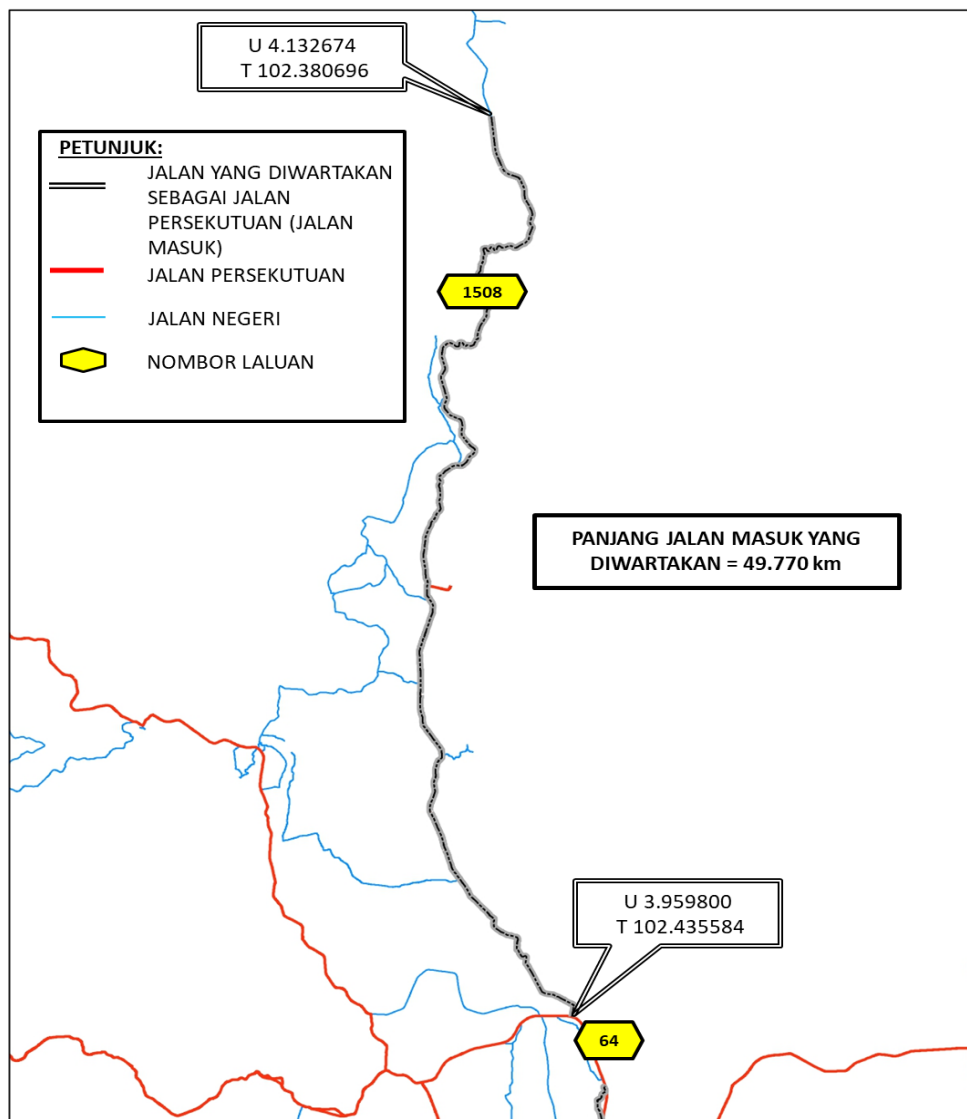 U 4.132674
T 102.380696
PETUNJUK:
JALAN YANG DIWARTAKAN
SEBAGAI JALAN
PERSEKUTUAN (JALAN
MASUK)
JALAN PERSEKUTUAN
JALAN NEGERI
NOMBOR LALUAN
1508
PANJANG JALAN MASUK YANG
DIWARTAKAN = 49.770 km
U 3.959800
T 102.435584
64